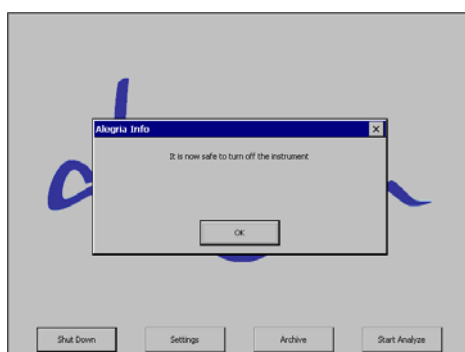 Alegria Info
It is now safe to turn off the instrument
OK
Shut Down
Settings
Archive
Start Analyze